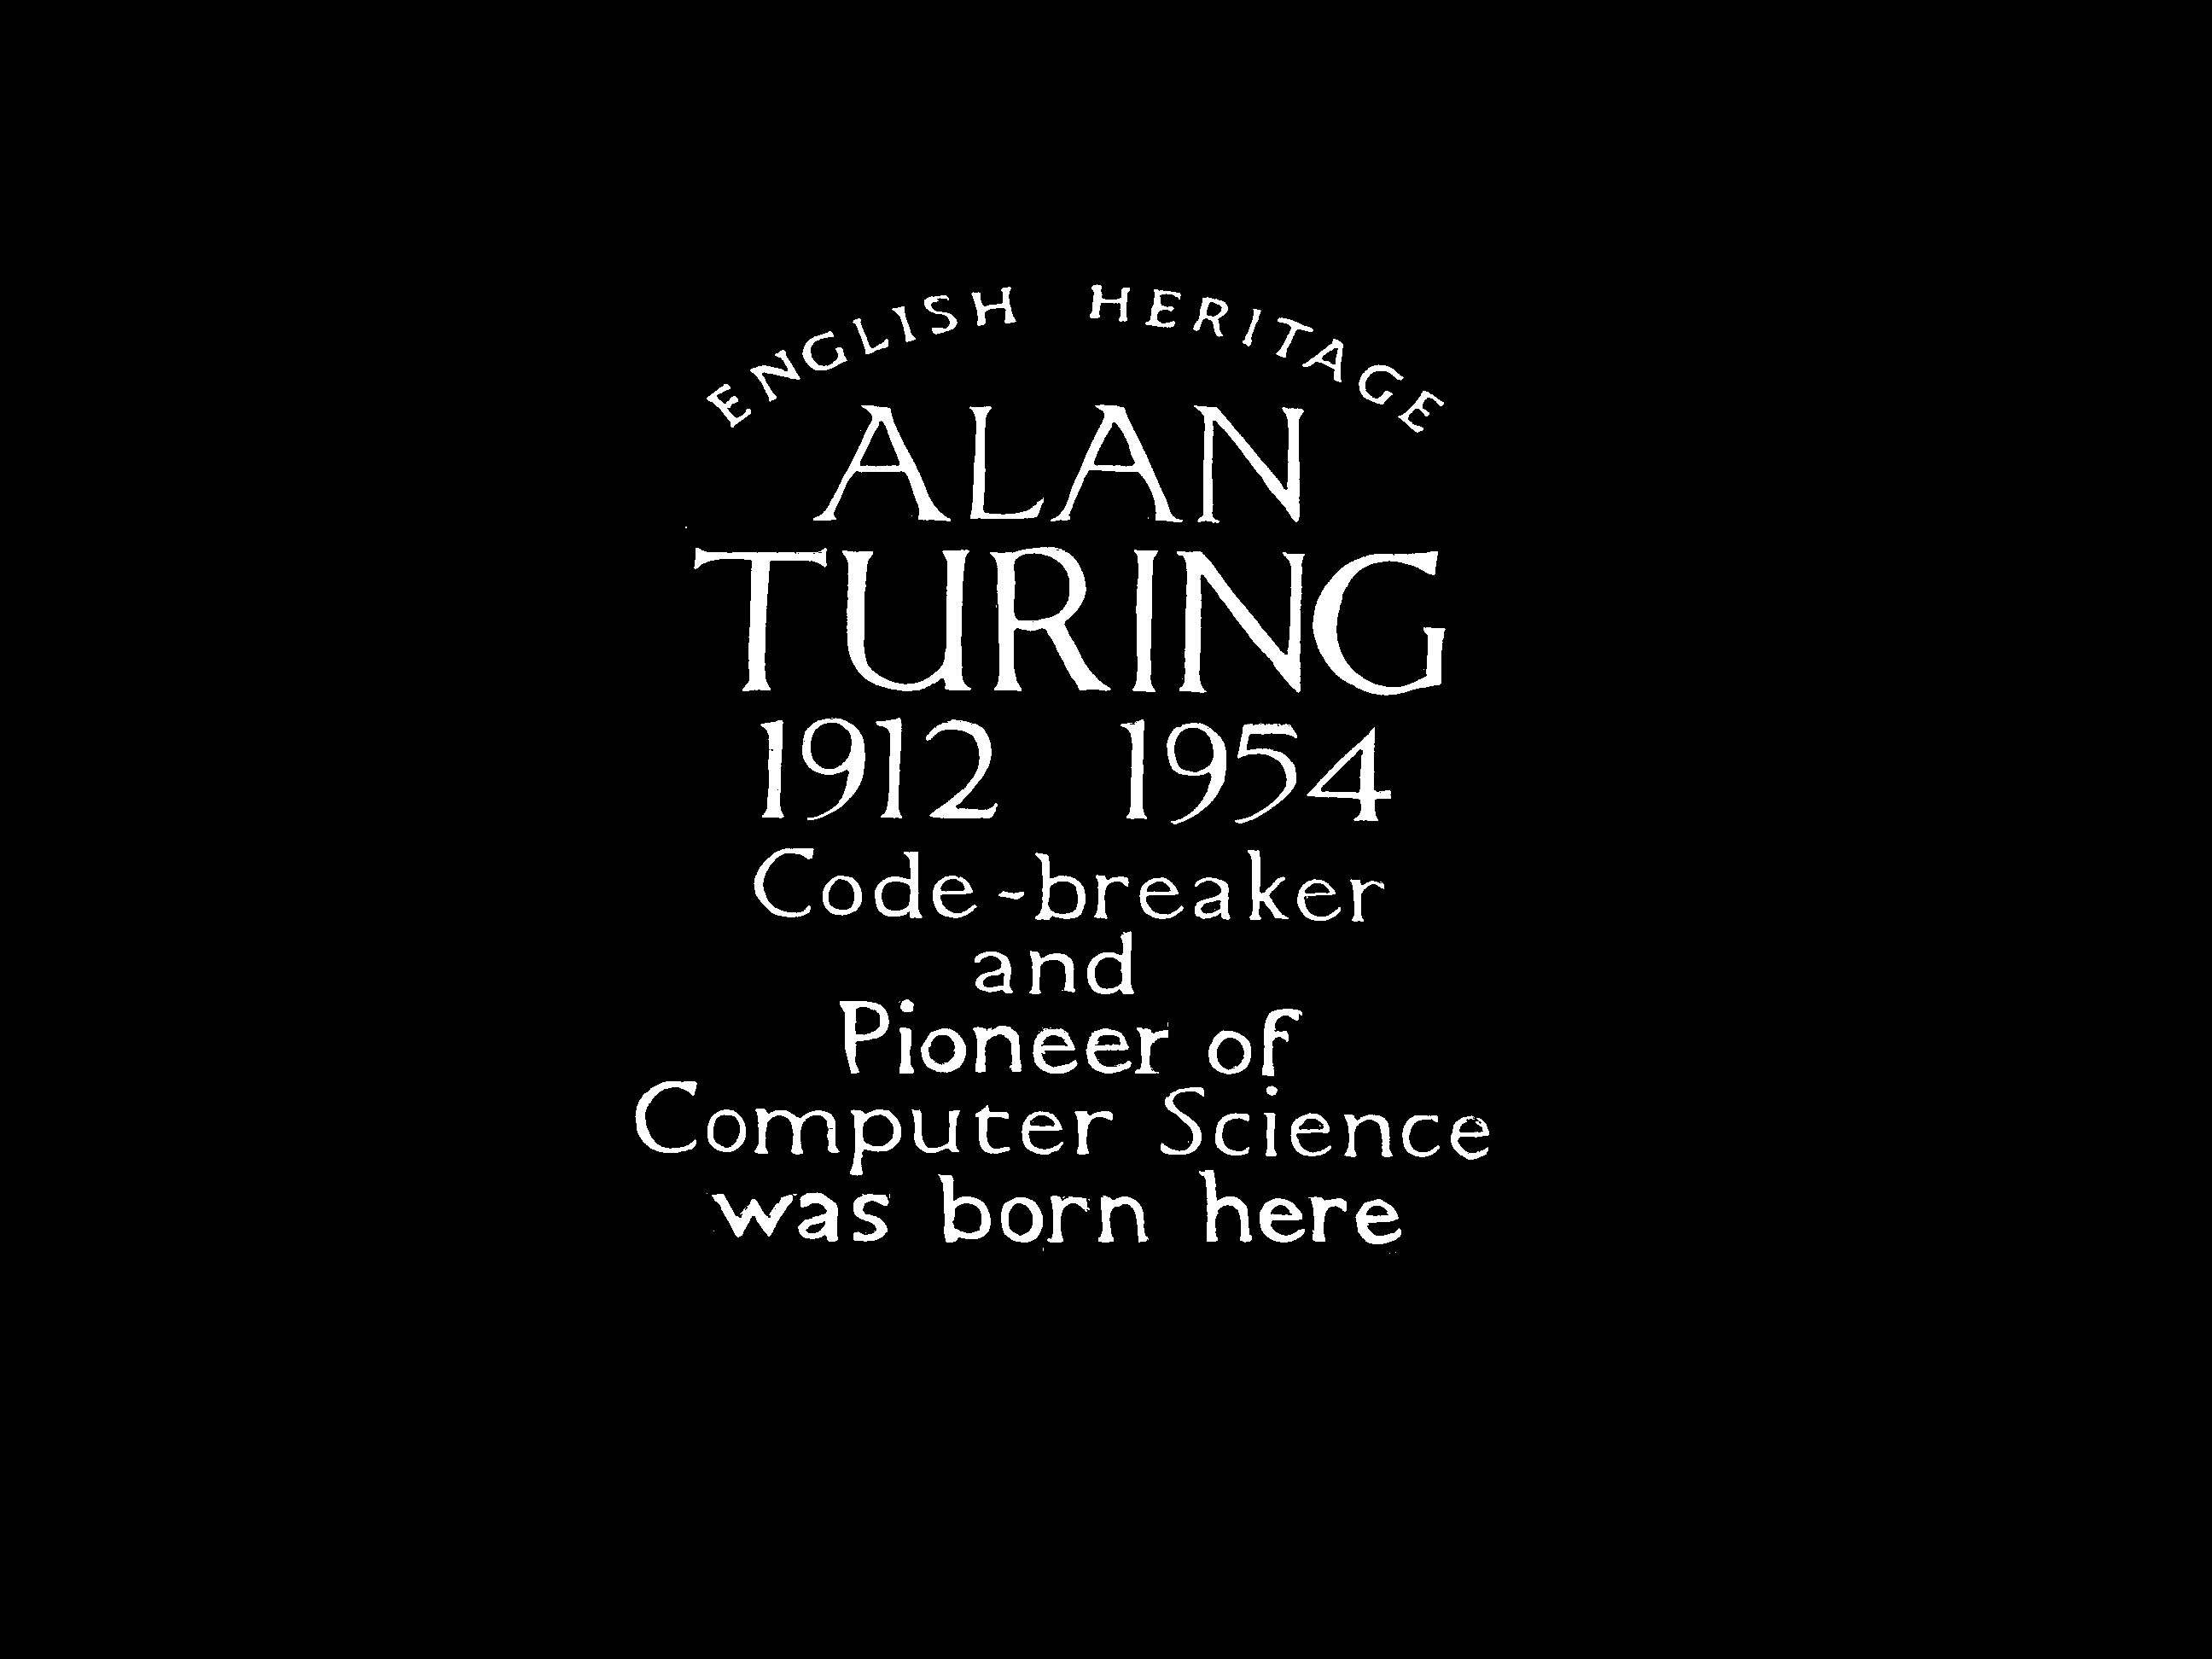 ENGLISH HERITAGE
ALAN
TURING
1912 1954
Code-breaker
and
Pioneer of
Computer Science
was born here